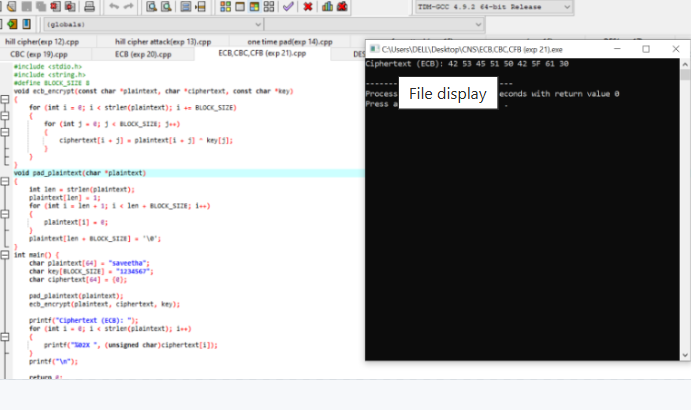 TDM-GCC 4.9.2 64-bit Release
(globals)
hill cipher(exp 12).cpp hill cipher attack(exp 13).cpp one time pad(exp 14).cpp
CBC (exp 19).cpp ECB (exp 20).cpp ECB,CBC,CFB (exp 21).cpp DES
#include <stdio.h>
#include <string.h>
#define BLOCK_SIZE 8
void ecb_encrypt(const char *plaintext, char *ciphertext, const char *key)
{
for (int i = 0; i < strlen(plaintext); i += BLOCK_SIZE)
{
for (int j = 0; j < BLOCK_SIZE; j++)
{
ciphertext[i + j] = plaintext[i + j] ^ key[j];
}
}
}
void pad_plaintext(char *plaintext)
{
int len = strlen(plaintext);
plaintext[len] = 1;
for (int i = len + 1; i < len + BLOCK_SIZE; i++)
{
plaintext[i] = 0;
}
plaintext[len + BLOCK_SIZE] = '\0';
}
int main() {
char plaintext[64] = "saveetha";
char key[BLOCK_SIZE] = "1234567";
char ciphertext[64] = {0};
pad_plaintext(plaintext);
ecb_encrypt(plaintext, ciphertext, key);
printf("Ciphertext (ECB): ");
for (int i = 0; i < strlen(plaintext); i++)
{
printf("%02X ", (unsigned char)ciphertext[i]);
}
printf("\n");
return 0;
C:\Users\DELL\Desktop\CNS\ECB,CBC,CFB (exp 21).exe
Ciphertext (ECB): 42 53 45 51 50 42 5F 61 30
--------------------------------
Process econds with return value 0
Press a .
File display